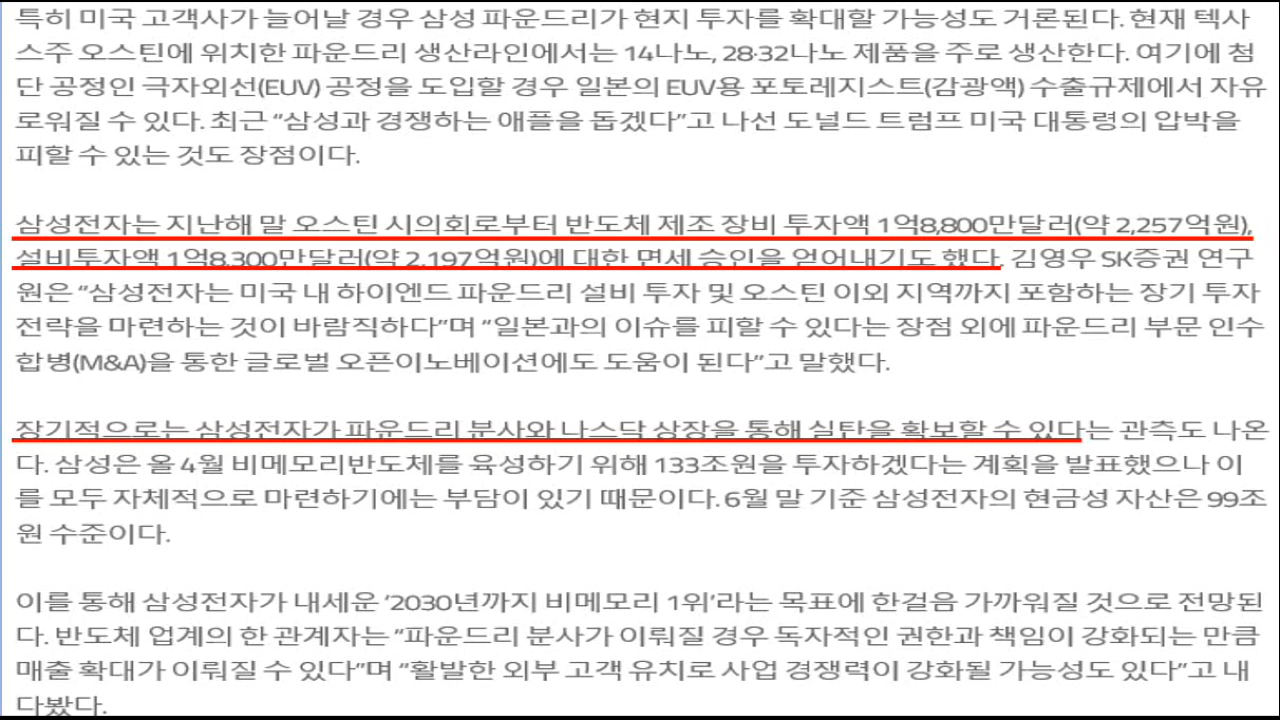 특히 미국 고객사가 늘어날 경우 삼성 파운드리가 현지 투자를 확대할 가능성도 거론된다. 현재 텍사
스주 오스틴에 위치한 파운드리 생산라인에서는 14나노, 28·32나노 제품을 주로 생산한다. 여기에 첨
단 공정인 극자외선(EUV) 공정을 도입할 경우 일본의 EUV용 포토레지스트(감광액) 수출규제에서 자유
로워질 수 있다. 최근 “삼성과 경쟁하는 애플을 돕겠다”고 나선 도널드 트럼프 미국 대통령의 압박을
피할 수 있는 것도 장점이다.
삼성전자는 지난해 말 오스틴 시의회로부터 반도체 제조 장비 투자액 1억8,800만달러(약 2,257억원),
설비투자액 1억8,300만달러(약 2,197억원)에 대한 면세 승인을 얻어내기도 했다. 김영우 SK증권 연구
원은 “삼성전자는 미국 내 하이엔드 파운드리 설비 투자 및 오스틴 이외 지역까지 포함하는 장기 투자
전략을 마련하는 것이 바람직하다”며 “일본과의 이슈를 피할 수 있다는 장점 외에 파운드리 부문 인수
합병(M&A)을 통한 글로벌 오픈이노베이션에도 도움이 된다”고 말했다.
장기적으로는 삼성전자가 파운드리 분사와 나스닥 상장을 통해 실탄을 확보할 수 있다는 관측도 나온
다. 삼성은 올 4월 비메모리반도체를 육성하기 위해 133조원을 투자하겠다는 계획을 발표했으나 이
를 모두 자체적으로 마련하기에는 부담이 있기 때문이다. 6월 말 기준 삼성전자의 현금성 자산은 99조
원 수준이다.
이를 통해 삼성전자가 내세운 ‘2030년까지 비메모리 1위’라는 목표에 한걸음 가까워질 것으로 전망된
다. 반도체 업계의 한 관계자는 “파운드리 분사가 이뤄질 경우 독자적인 권한과 책임이 강화되는 만큼
매출 확대가 이뤄질 수 있다”며 “활발한 외부 고객 유치로 사업 경쟁력이 강화될 가능성도 있다”고 내
다봤다.